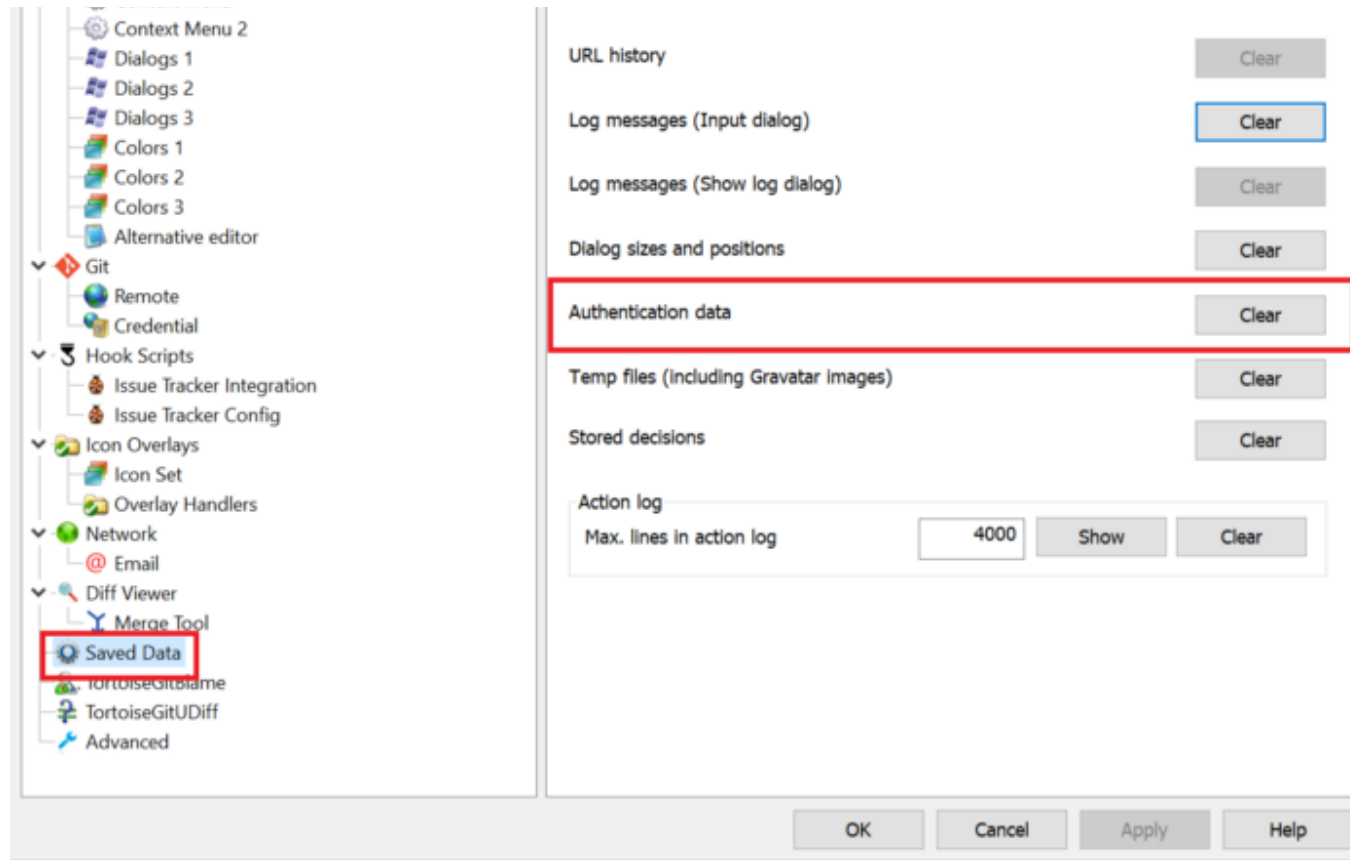 Context Menu 2
Dialogs 1
Dialogs 2
Dialogs 3
Colors 1
Colors 2
Colors 3
Alternative editor
Git
Remote
Credential
Hook Scripts
Issue Tracker Integration
Issue Tracker Config
Icon Overlays
Icon Set
Overlay Handlers
Network
@ Email
Diff Viewer
Merge Tool
Saved Data
TortoiseGitBlame
TortoiseGitUDiff
Advanced
URL history Clear
Log messages (Input dialog) Clear
Log messages (Show log dialog) Clear
Dialog sizes and positions Clear
Authentication data Clear
Temp files (including Gravatar images) Clear
Stored decisions Clear
Action log
Max. lines in action log 4000 Show Clear
OK Cancel Apply Help